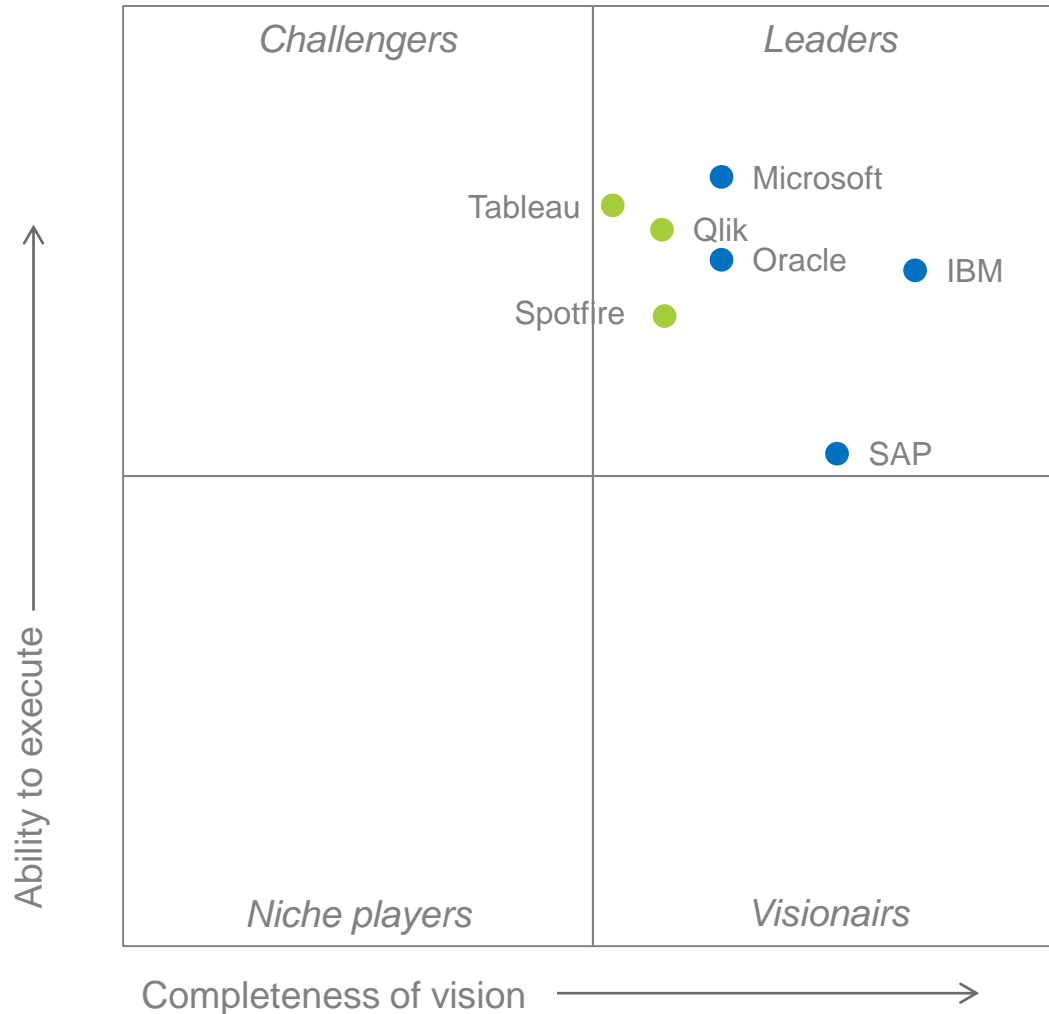 Challengers
Leaders
Microsoft
Tableau
Qlik
Oracle
IBM
Spotfire
SAP
Ability to execute
Niche players
Visionairs
Completeness of vision